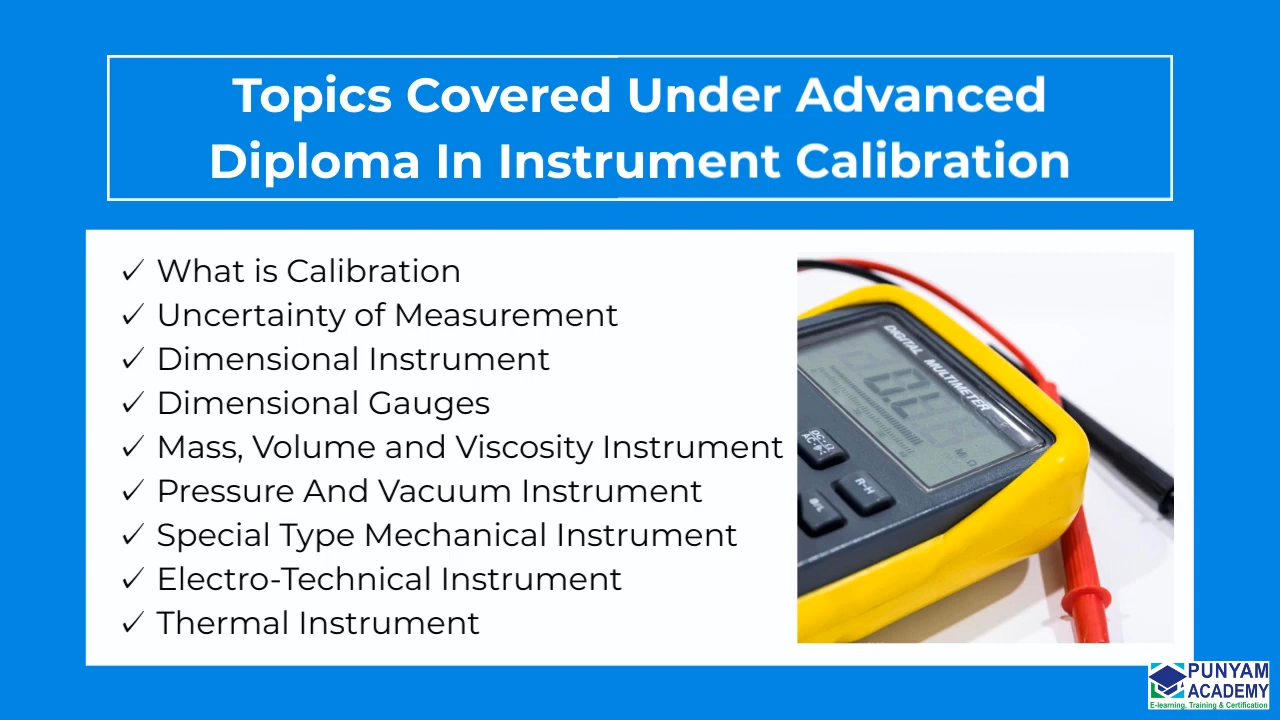 Topics Covered Under Advanced
Diploma In Instrument Calibration
✓ What is Calibration
✓ Uncertainty of Measurement
✓ Dimensional Instrument
✓ Dimensional Gauges
✓ Mass, Volume and Viscosity Instrument
✓ Pressure And Vacuum Instrument
✓ Special Type Mechanical Instrument
✓ Electro-Technical Instrument
✓ Thermal Instrument
DIGITAL MULTIMETER
R-H
PUNYAM
ACADEMY
E-learning, Training & Certification